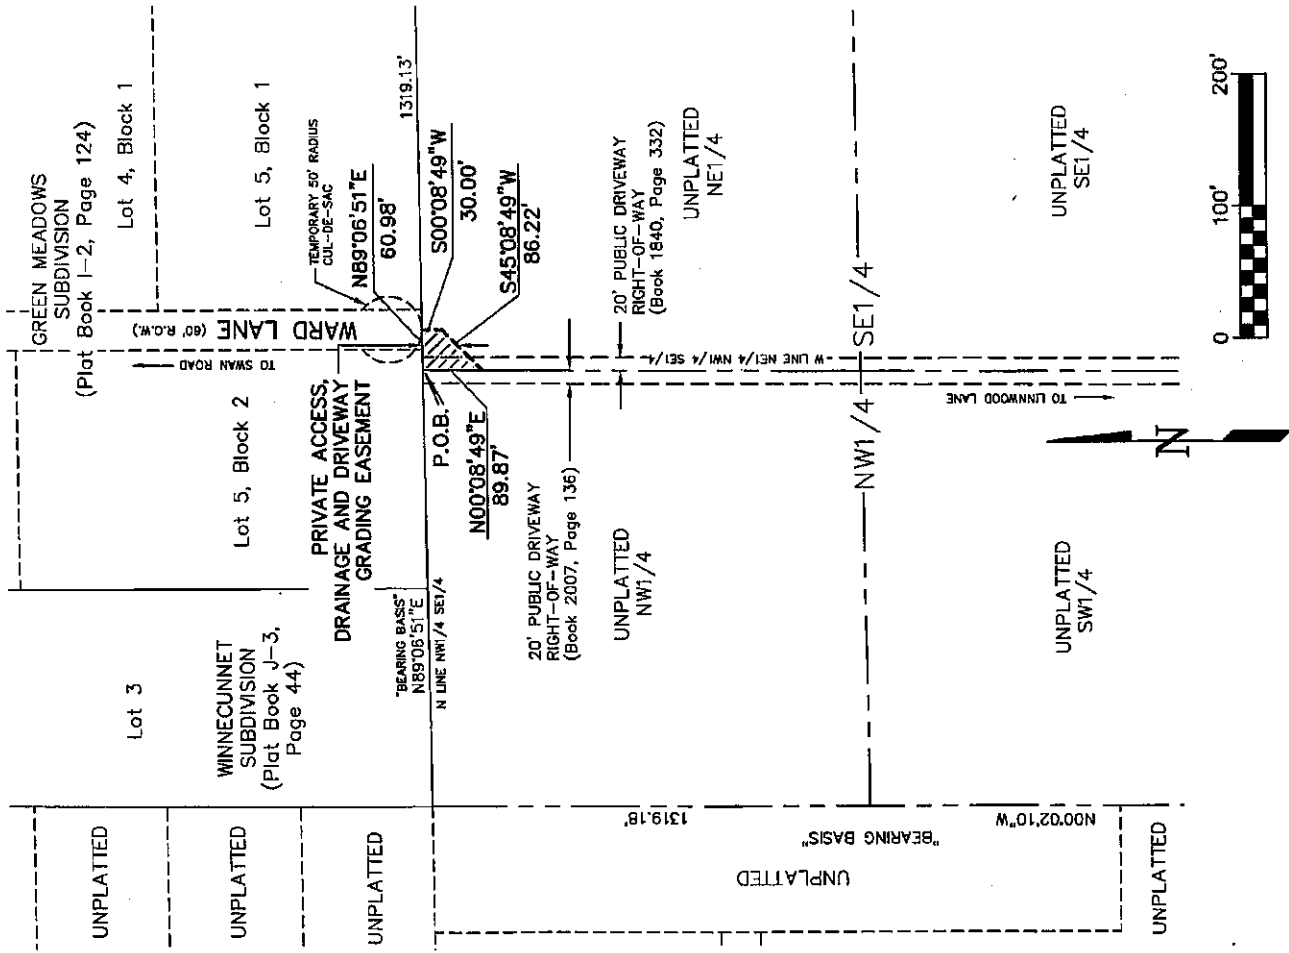 GREEN MEADOWS
SUBDIVISION
(Plat Book I-2, Page 124)
Lot 4, Block 1
Lot 5, Block 1
1319.13'
TEMPORARY 50' RADIUS
CUL-DE-SAC
N89°06'51"E
60.98'
S00°08'49"W
30.00'
S45°08'49"W
86.22'
WARD LANE (60' R.O.W.)
TO SWAN ROAD
Lot 5, Block 2
PRIVATE ACCESS,
DRAINAGE AND DRIVEWAY
GRADING EASEMENT
P.O.B.
N00°08'49"E
89.87'
20' PUBLIC DRIVEWAY
RIGHT-OF-WAY
(Book 1840, Page 332)
UNPLATTED
NE1/4
W LINE NE1/4 NW1/4 SE1/4
20' PUBLIC DRIVEWAY
RIGHT-OF-WAY
(Book 2007, Page 136)
UNPLATTED
NW1/4
TO LINNWOOD LANE
NW1/4
SE1/4
UNPLATTED
SE1/4
UNPLATTED
SW1/4
Lot 3
WINNECUNNET
SUBDIVISION
(Plat Book J-3,
Page 44)
"BEARING BASIS"
N89°06'51"E
N LINE NW1/4 SE1/4
1319.18'
"BEARING BASIS"
N00°02'10"W
UNPLATTED
UNPLATTED
UNPLATTED
UNPLATTED
UNPLATTED
N
0
100'
200'